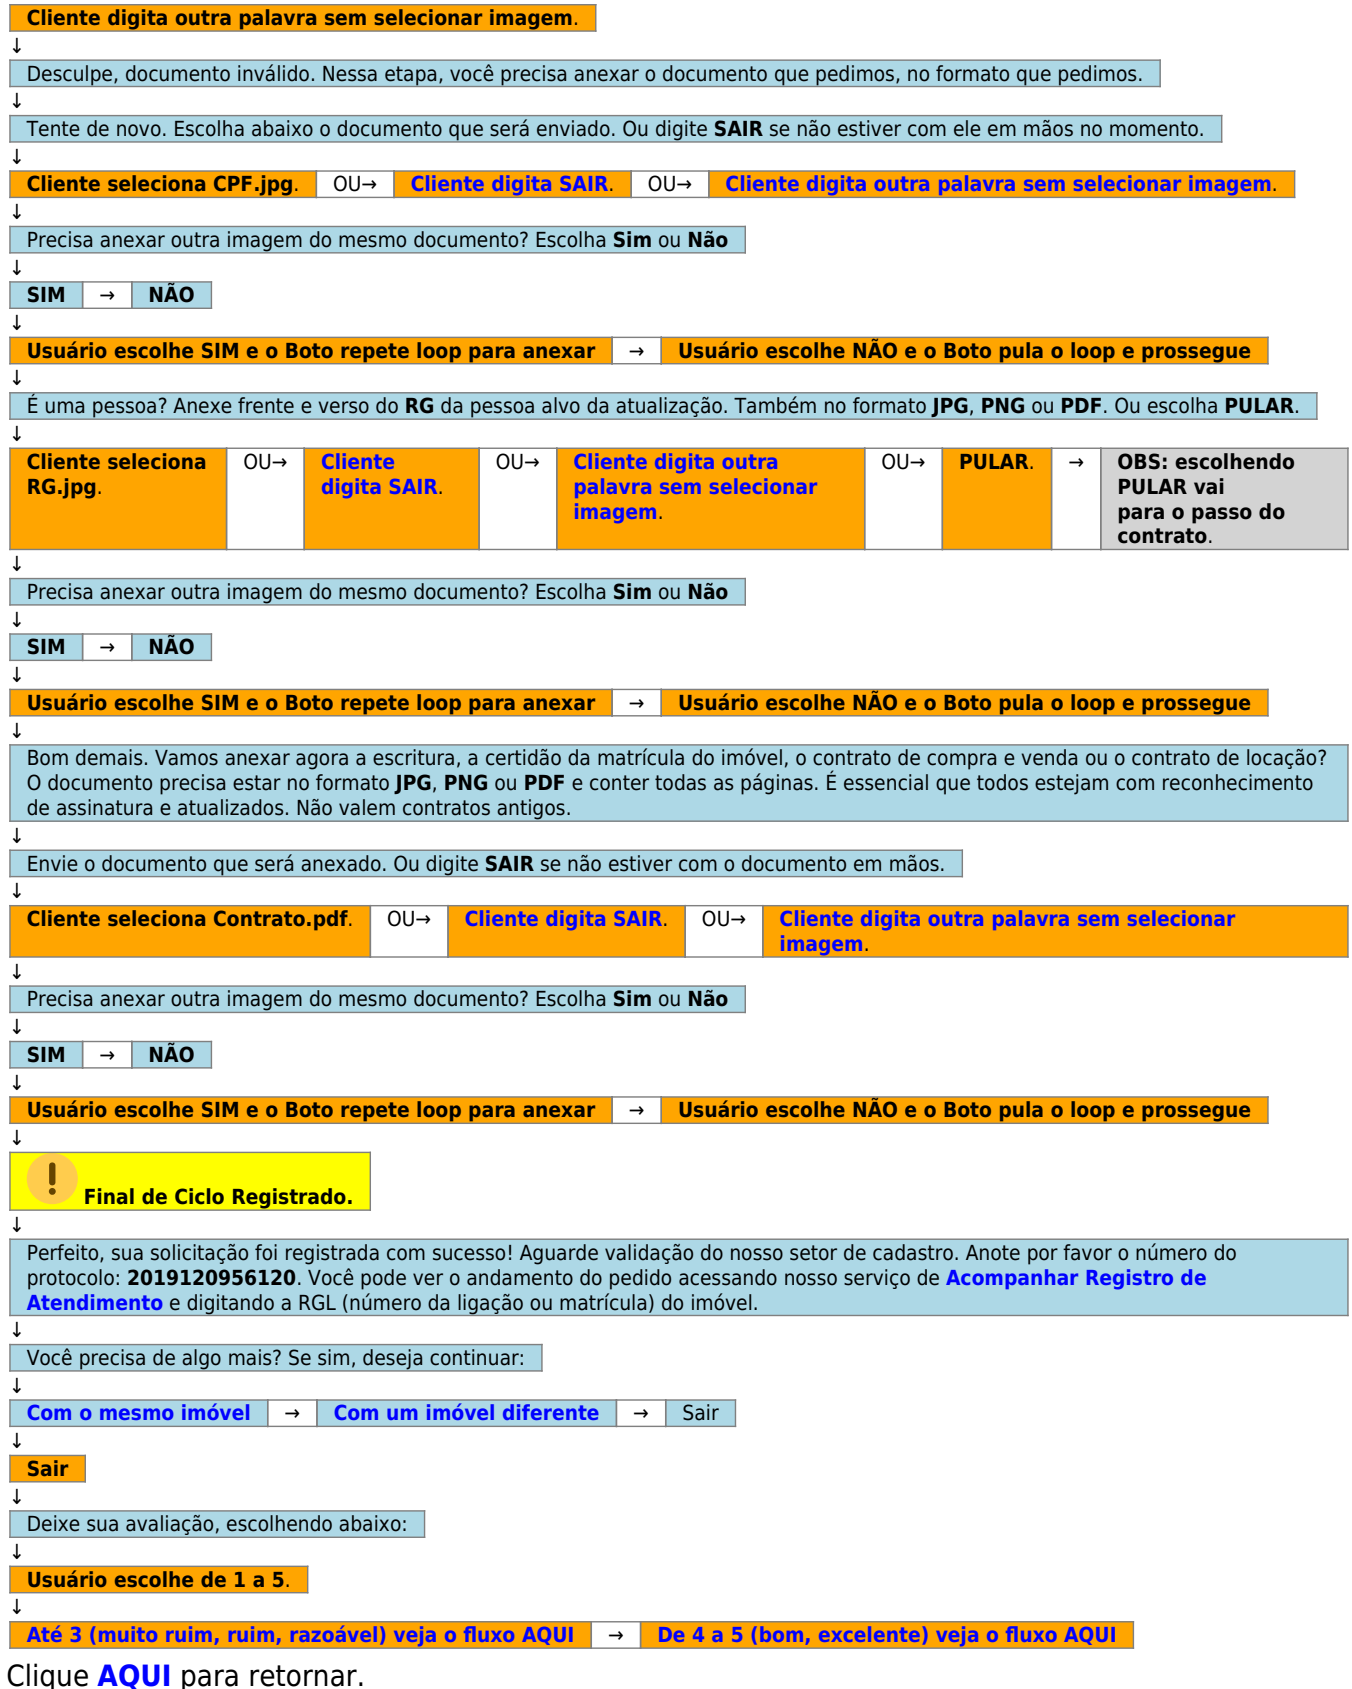 Cliente digita outra palavra sem selecionar imagem.
↓
Desculpe, documento inválido. Nessa etapa, você precisa anexar o documento que pedimos, no formato que pedimos.
↓
Tente de novo. Escolha abaixo o documento que será enviado. Ou digite SAIR se não estiver com ele em mãos no momento.
↓
Cliente seleciona CPF.jpg. OU→ Cliente digita SAIR. OU→ Cliente digita outra palavra sem selecionar imagem.
↓
Precisa anexar outra imagem do mesmo documento? Escolha Sim ou Não
↓
SIM → NÃO
↓
Usuário escolhe SIM e o Boto repete loop para anexar → Usuário escolhe NÃO e o Boto pula o loop e prossegue
↓
É uma pessoa? Anexe frente e verso do RG da pessoa alvo da atualização. Também no formato JPG, PNG ou PDF. Ou escolha PULAR.
↓
Cliente seleciona
RG.jpg.
OU→
Cliente
digita SAIR.
OU→
Cliente digita outra
palavra sem selecionar
imagem.
OU→
PULAR.
→
OBS: escolhendo
PULAR vai
para o passo do
contrato.
↓
Precisa anexar outra imagem do mesmo documento? Escolha Sim ou Não
↓
SIM → NÃO
↓
Usuário escolhe SIM e o Boto repete loop para anexar → Usuário escolhe NÃO e o Boto pula o loop e prossegue
↓
Bom demais. Vamos anexar agora a escritura, a certidão da matrícula do imóvel, o contrato de compra e venda ou o contrato de locação?
O documento precisa estar no formato JPG, PNG ou PDF e conter todas as páginas. É essencial que todos estejam com reconhecimento
de assinatura e atualizados. Não valem contratos antigos.
↓
Envie o documento que será anexado. Ou digite SAIR se não estiver com o documento em mãos.
↓
Cliente seleciona Contrato.pdf. OU→ Cliente digita SAIR. OU→ Cliente digita outra palavra sem selecionar
imagem.
↓
Precisa anexar outra imagem do mesmo documento? Escolha Sim ou Não
↓
SIM → NÃO
↓
Usuário escolhe SIM e o Boto repete loop para anexar → Usuário escolhe NÃO e o Boto pula o loop e prossegue
↓
Final de Ciclo Registrado.
↓
Perfeito, sua solicitação foi registrada com sucesso! Aguarde validação do nosso setor de cadastro. Anote por favor o número do
protocolo: 2019120956120. Você pode ver o andamento do pedido acessando nosso serviço de Acompanhar Registro de
Atendimento e digitando a RGL (número da ligação ou matrícula) do imóvel.
↓
Você precisa de algo mais? Se sim, deseja continuar:
↓
Com o mesmo imóvel → Com um imóvel diferente → Sair
↓
Sair
↓
Deixe sua avaliação, escolhendo abaixo:
↓
Usuário escolhe de 1 a 5.
↓
Até 3 (muito ruim, ruim, razoável) veja o fluxo AQUI → De 4 a 5 (bom, excelente) veja o fluxo AQUI
Clique AQUI para retornar.